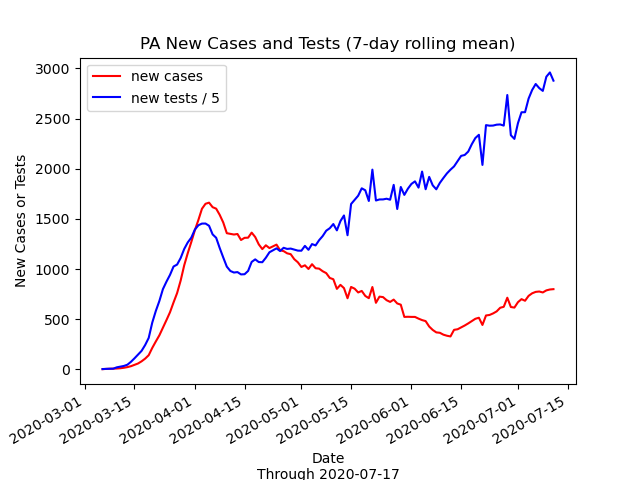 PA New Cases and Tests (7-day rolling mean)
new cases
new tests / 5
New Cases or Tests
3000
2500
2000
1500
1000
500
0
2020-03-01
2020-03-15
2020-04-01
2020-04-15
2020-05-01
2020-05-15
2020-06-01
2020-06-15
2020-07-01
2020-07-15
Date
Through 2020-07-17